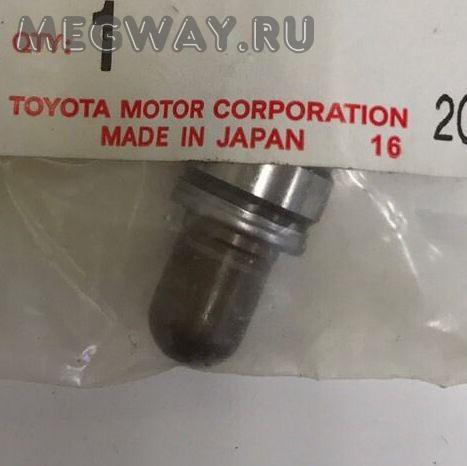 MEGWAY.RU
QTY: 1
TOYOTA MOTOR CORPORATION 20
MADE IN JAPAN 16